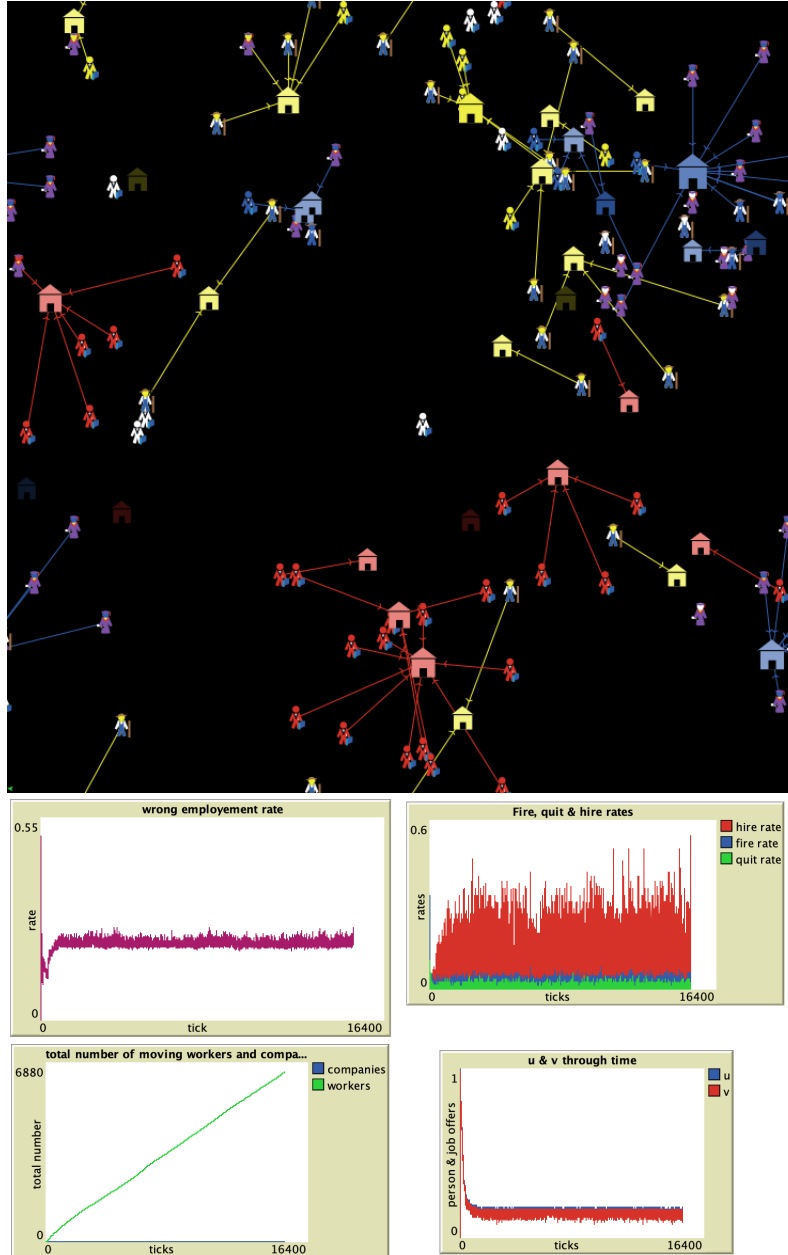 wrong employement rate
0.55
rate
0
0
tick
16400
Fire, quit & hire rates
0.6
rates
0
0
ticks
16400
hire rate
fire rate
quit rate
total number of moving workers and compa...
6880
total number
0
0
ticks
16400
companies
workers
u & v through time
1
person & job offers
0
0
ticks
16400
u
v